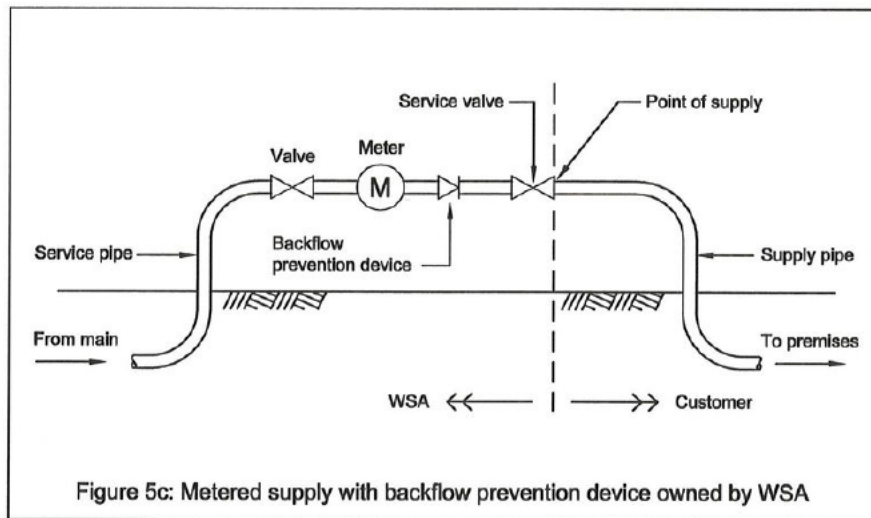 Service valve
Point of supply
Valve
Meter
M
Backflow
prevention device
Service pipe
Supply pipe
From main
To premises
WSA
Customer
Figure 5c: Metered supply with backflow prevention device owned by WSA